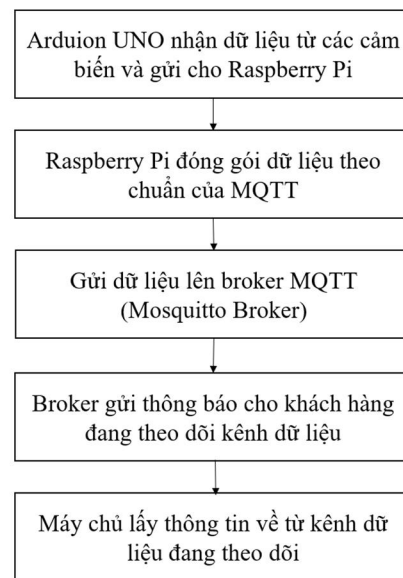 Arduion UNO nhận dữ liệu từ các cảm
biến và gửi cho Raspberry Pi
Raspberry Pi đóng gói dữ liệu theo
chuẩn của MQTT
Gửi dữ liệu lên broker MQTT
(Mosquitto Broker)
Broker gửi thông báo cho khách hàng
đang theo dõi kênh dữ liệu
Máy chủ lấy thông tin về từ kênh dữ
liệu đang theo dõi